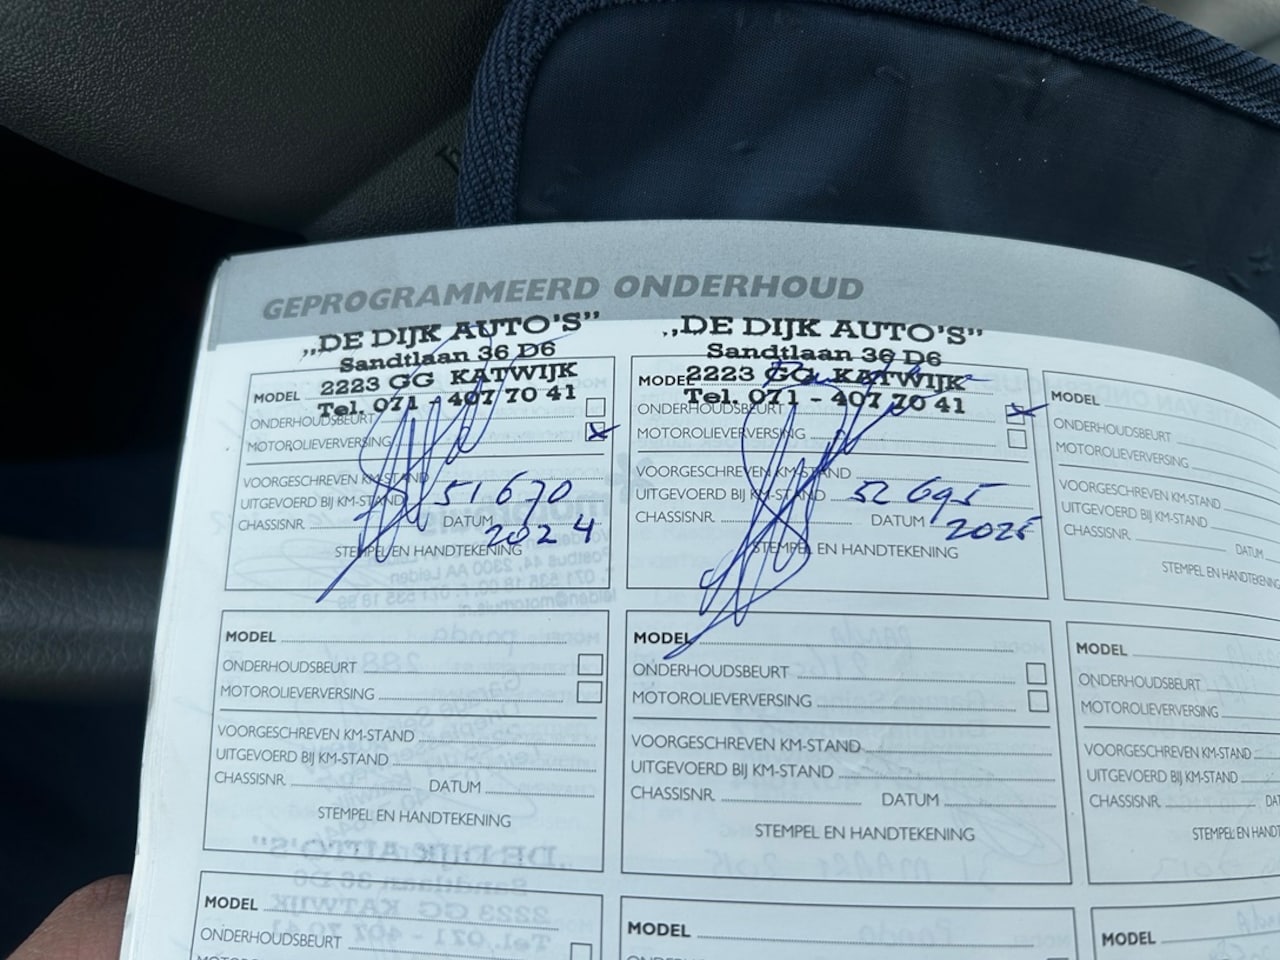 GEPROGRAMMEERD ONDERHOUD
„DE DIJK AUTO'S”
Sandtlaan 36 D6
2223 GG KATWIJK
Tel. 071 - 407 70 41
MODEL
ONDERHOUDSBEURT
MOTOROLIEVERVERSING
VOORGESCHREVEN KM-STAND
UITGEVOERD BIJ KM-STAND 51670
CHASSISNR. DATUM 2024
STEMPEL EN HANDTEKENING
„DE DIJK AUTO'S”
Sandtlaan 36 D6
2223 GG KATWIJK
Tel. 071 - 407 70 41
MODEL
ONDERHOUDSBEURT
MOTOROLIEVERVERSING
VOORGESCHREVEN KM-STAND
UITGEVOERD BIJ KM-STAND 52695
CHASSISNR. DATUM 2025
STEMPEL EN HANDTEKENING
MODEL
ONDERHOUDSBEURT
MOTOROLIEVERVERSING
VOORGESCHREVEN KM-STAND
UITGEVOERD BIJ KM-STAND
CHASSISNR. DATUM
STEMPEL EN HANDTEKENING
MODEL
ONDERHOUDSBEURT
MOTOROLIEVERVERSING
VOORGESCHREVEN KM-STAND
UITGEVOERD BIJ KM-STAND
CHASSISNR. DATUM
STEMPEL EN HANDTEKENING
MODEL
ONDERHOUDSBEURT
MOTOROLIEVERVERSING
VOORGESCHREVEN KM-STAND
UITGEVOERD BIJ KM-STAND
CHASSISNR. DATUM
STEMPEL EN HANDTEKENING
MODEL
ONDERHOUDSBEURT
MOTOROLIEVERVERSING
VOORGESCHREVEN KM-STAND
UITGEVOERD BIJ KM-STAND
CHASSISNR. DAT
STEMPEL EN HAND
MODEL
ONDERHOUDSBEURT
MODEL
MODEL